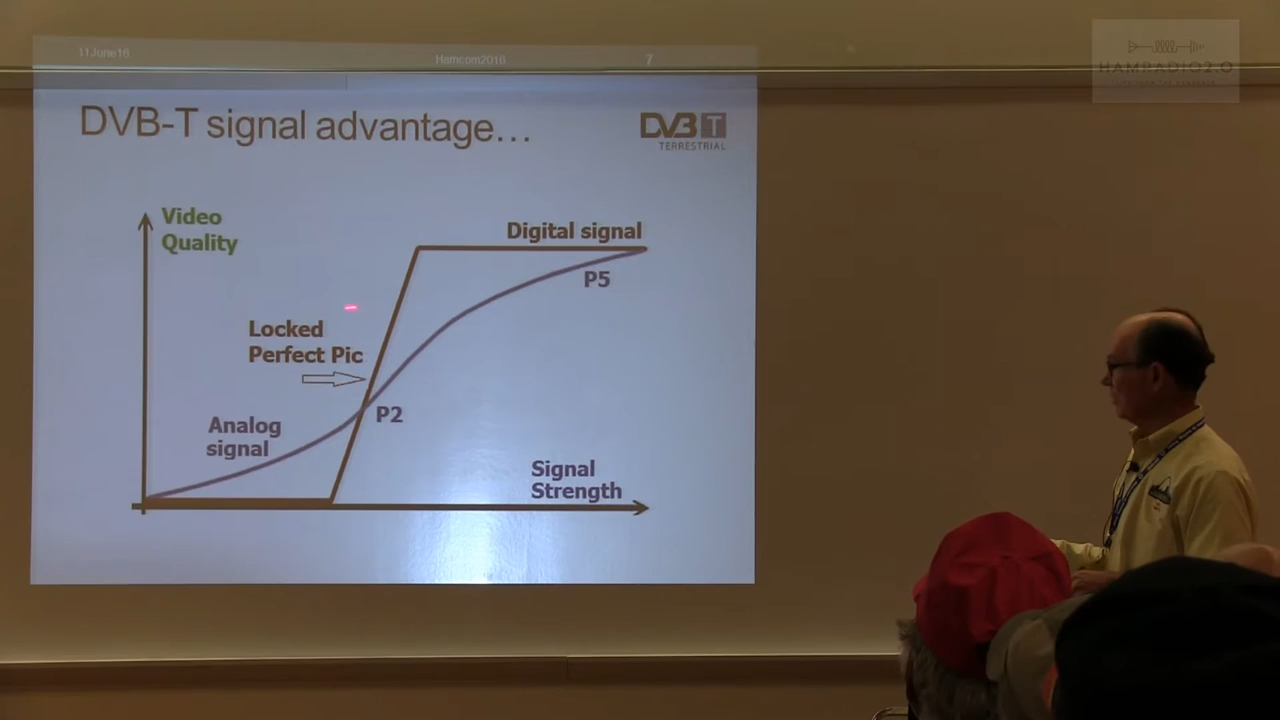 11June16
Hamcom2016
7
HAMRADIO2.0
DVB-T signal advantage…
DVB T
TERRESTRIAL
Video
Quality
Digital signal
P5
Locked
Perfect Pic
P2
Analog
signal
Signal
Strength